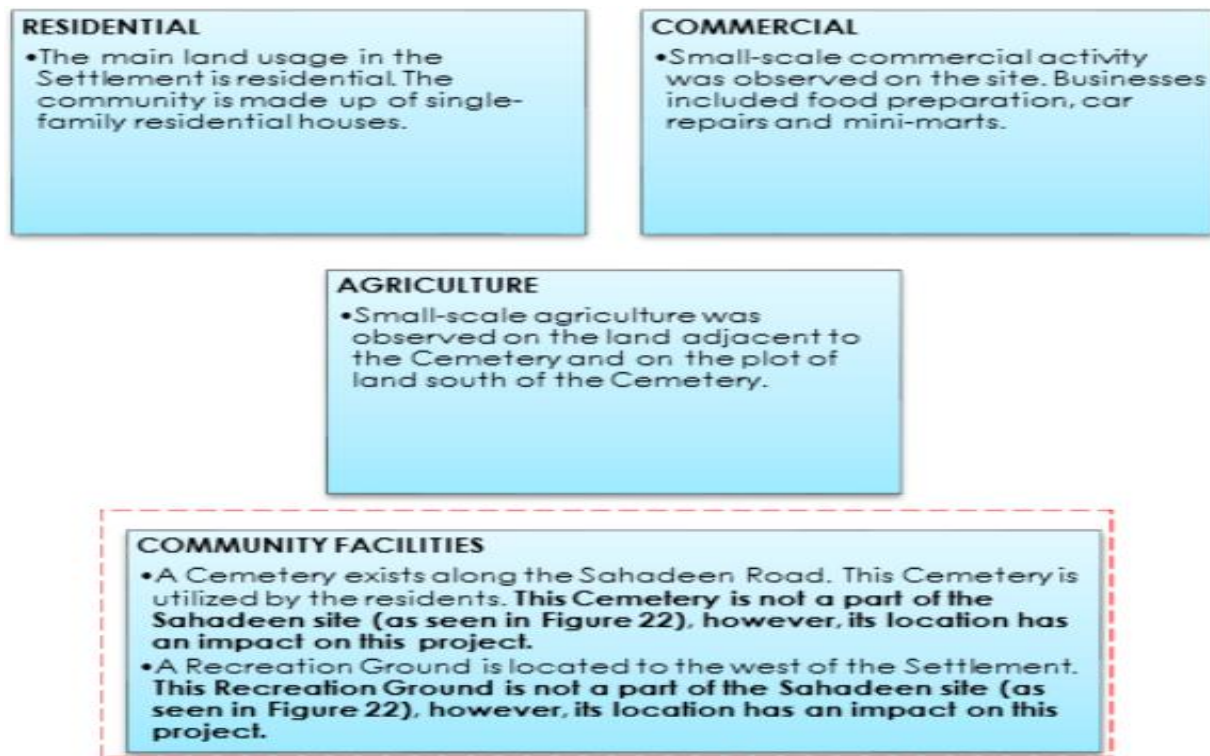 RESIDENTIAL
•The main land usage in the
Settlement is residential. The
community is made up of single-
family residential houses.
COMMERCIAL
•Small-scale commercial activity
was observed on the site. Businesses
included food preparation, car
repairs and mini-marts.
AGRICULTURE
•Small-scale agriculture was
observed on the land adjacent to
the Cemetery and on the plot of
land south of the Cemetery.
COMMUNITY FACILITIES
•A Cemetery exists along the Sahadeen Road. This Cemetery is
utilized by the residents. This Cemetery is not a part of the
Sahadeen site (as seen in Figure 22), however, its location has
an impact on this project.
•A Recreation Ground is located to the west of the Settlement.
This Recreation Ground is not a part of the Sahadeen site (as
seen in Figure 22), however, its location has an impact on this
project.